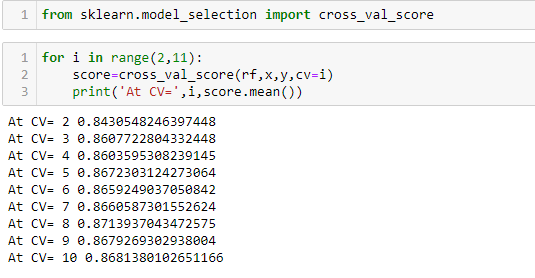 1 from sklearn.model_selection import cross_val_score
1 for i in range(2,11):
2     score=cross_val_score(rf,x,y,cv=i)
3     print('At CV=',i,score.mean())
At CV= 2 0.8430548246397448
At CV= 3 0.8607722804332448
At CV= 4 0.8603595308239145
At CV= 5 0.8672303124273064
At CV= 6 0.8659249037050842
At CV= 7 0.8660587301552624
At CV= 8 0.8713937043472575
At CV= 9 0.8679269302938004
At CV= 10 0.8681380102651166